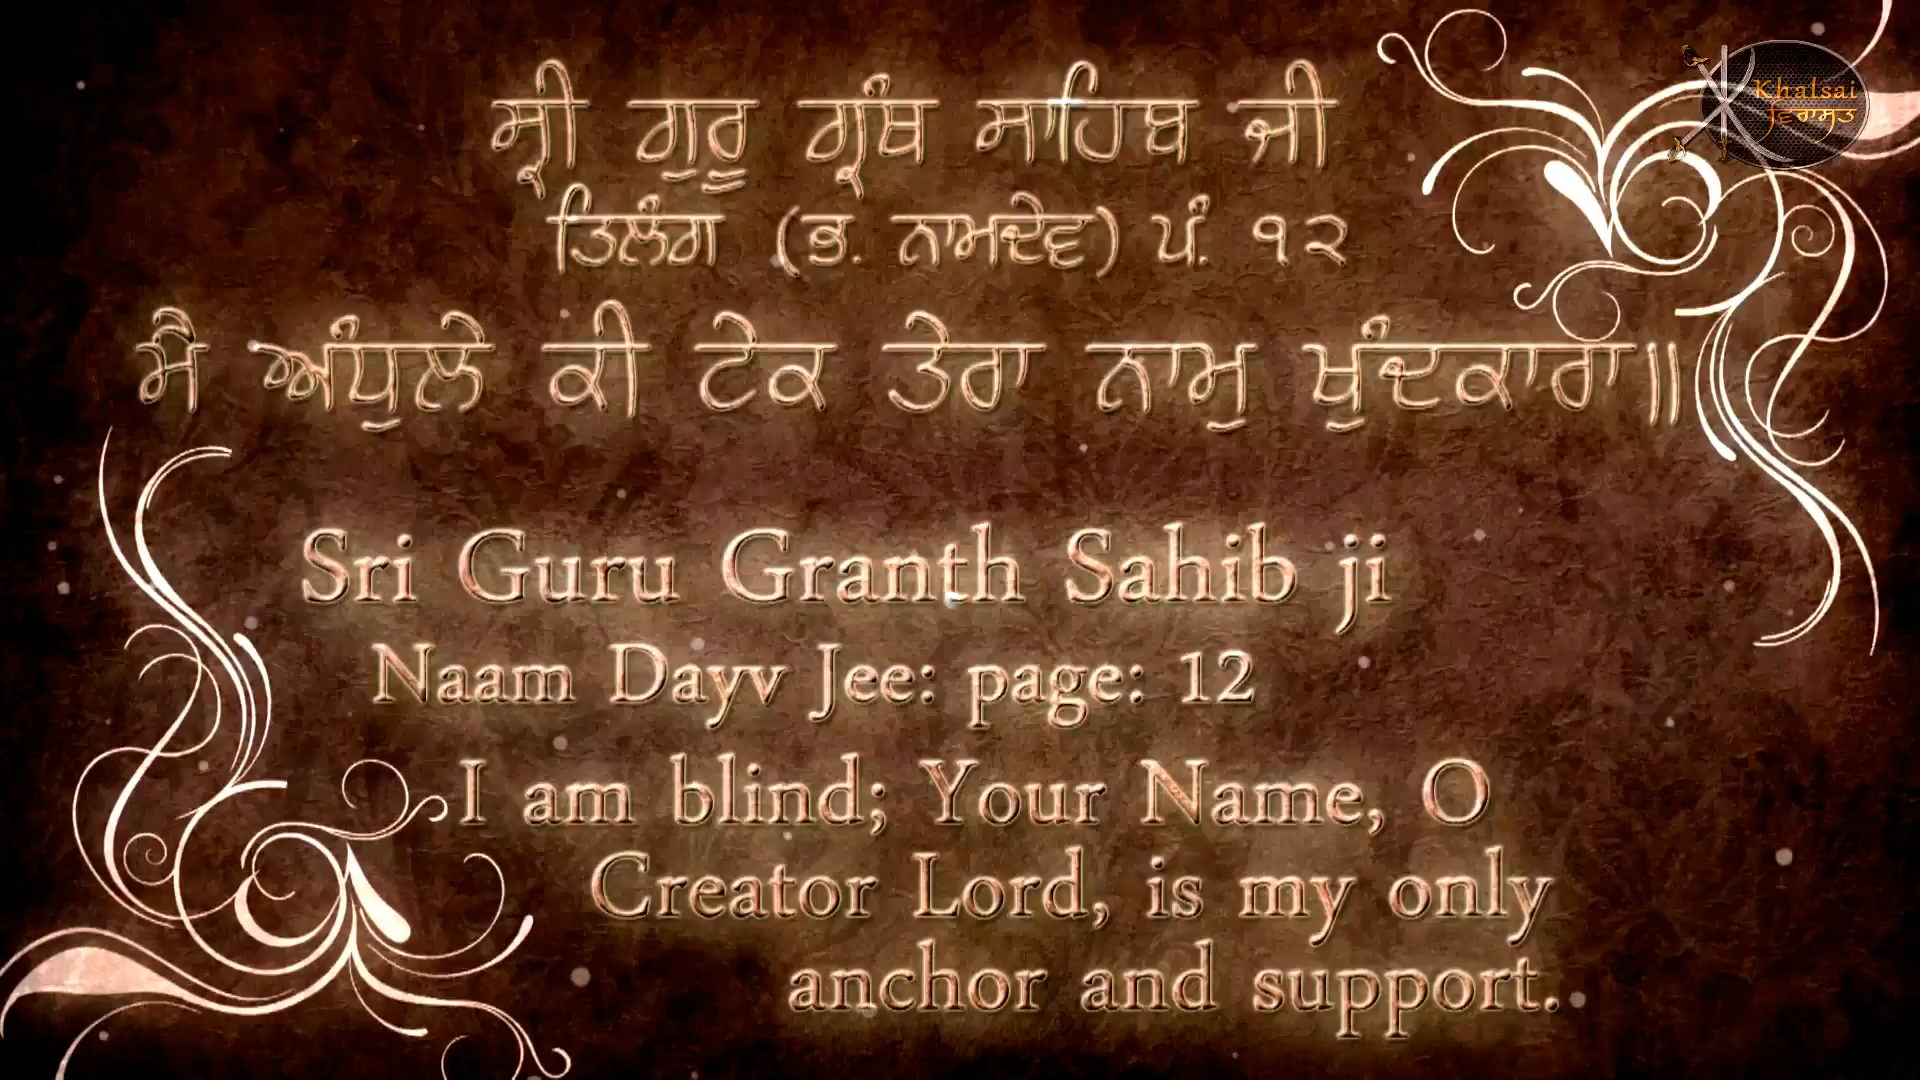 ਸ੍ਰੀ ਗੁਰੂ ਗ੍ਰੰਥ ਸਾਹਿਬ ਜੀ
ਤਿਲੰਗ (ਭ. ਨਾਮਦੇਵ) ਪੰ. ੧੨
ਮੈ ਅੰਧੁਲੇ ਕੀ ਟੇਕ ਤੇਰਾ ਨਾਮੁ ਖੁੰਦਕਾਰਾ॥
Sri Guru Granth Sahib ji
Naam Dayv Jee: page: 12
I am blind; Your Name, O
Creator Lord, is my only
anchor and support.
Khalsai
ਵਿਰਾਸਤ